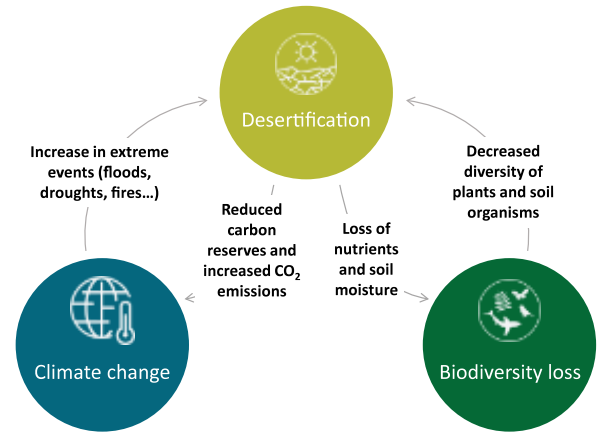 Desertification
Increase in extreme
events (floods,
droughts, fires...)
Decreased
diversity of
plants and soil
organisms
Reduced
carbon
reserves and
increased CO₂
emissions
Loss of
nutrients
and soil
moisture
Climate change
Biodiversity loss